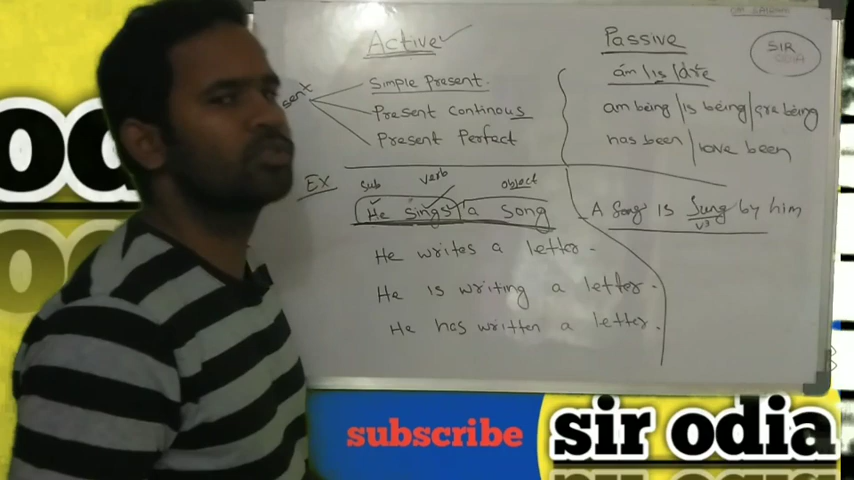 Active Passive
SIR ODIA
Simple Present. am/is/are
sent
Present Continous am being/is being/are being
Present Perfect has been/have been
EX sub verb object
He sings a song A Song is Sung by him
V3
He writes a letter.
He is writing a letter.
He has written a letter.
subscribe
sir odia